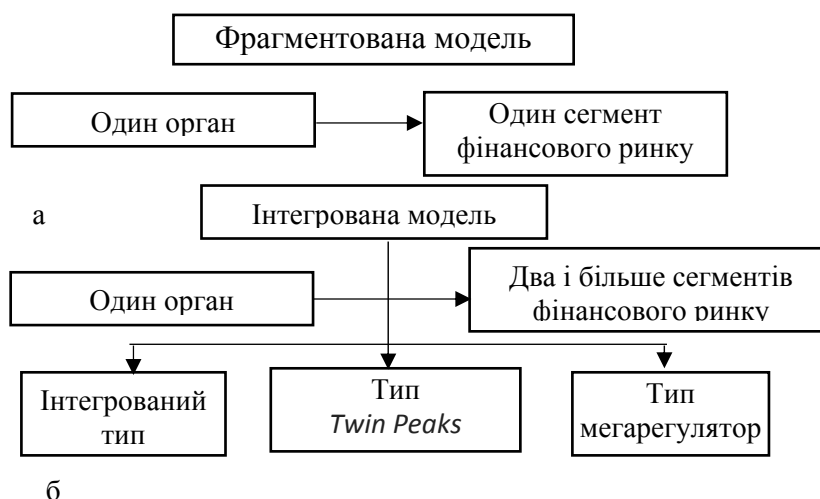 Фрагментована модель
Один орган
Один сегмент
фінансового ринку
а
Інтегрована модель
Один орган
Два і більше сегментів
фінансового ринку
Інтегрований
тип
Тип
Twin Peaks
Тип
мегарегулятор
б